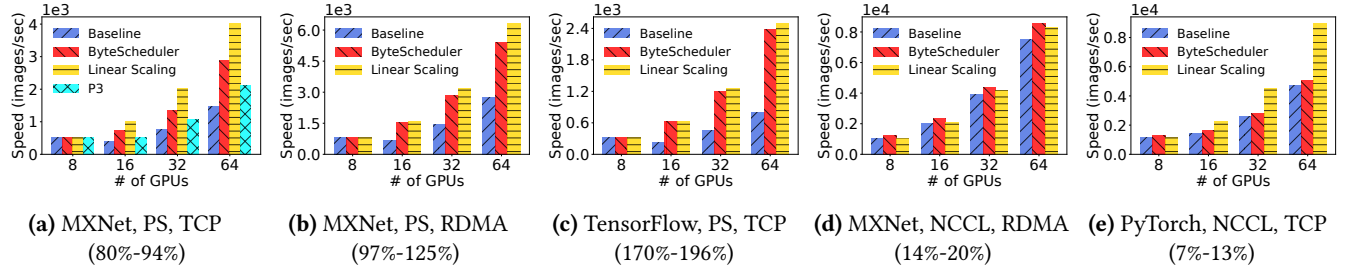 1e3
Speed (images/sec)
4
3
2
1
0
Baseline
ByteScheduler
Linear Scaling
P3
8 16 32 64
# of GPUs
(a) MXNet, PS, TCP
(80%-94%)
1e3
Speed (images/sec)
6.0
4.5
3.0
1.5
0.0
Baseline
ByteScheduler
Linear Scaling
8 16 32 64
# of GPUs
(b) MXNet, PS, RDMA
(97%-125%)
1e3
Speed (images/sec)
2.4
1.8
1.2
0.6
0.0
Baseline
ByteScheduler
Linear Scaling
8 16 32 64
# of GPUs
(c) TensorFlow, PS, TCP
(170%-196%)
1e4
Speed (images/sec)
0.8
0.6
0.4
0.2
0.0
Baseline
ByteScheduler
Linear Scaling
8 16 32 64
# of GPUs
(d) MXNet, NCCL, RDMA
(14%-20%)
1e4
Speed (images/sec)
0.8
0.6
0.4
0.2
0.0
Baseline
ByteScheduler
Linear Scaling
8 16 32 64
# of GPUs
(e) PyTorch, NCCL, TCP
(7%-13%)